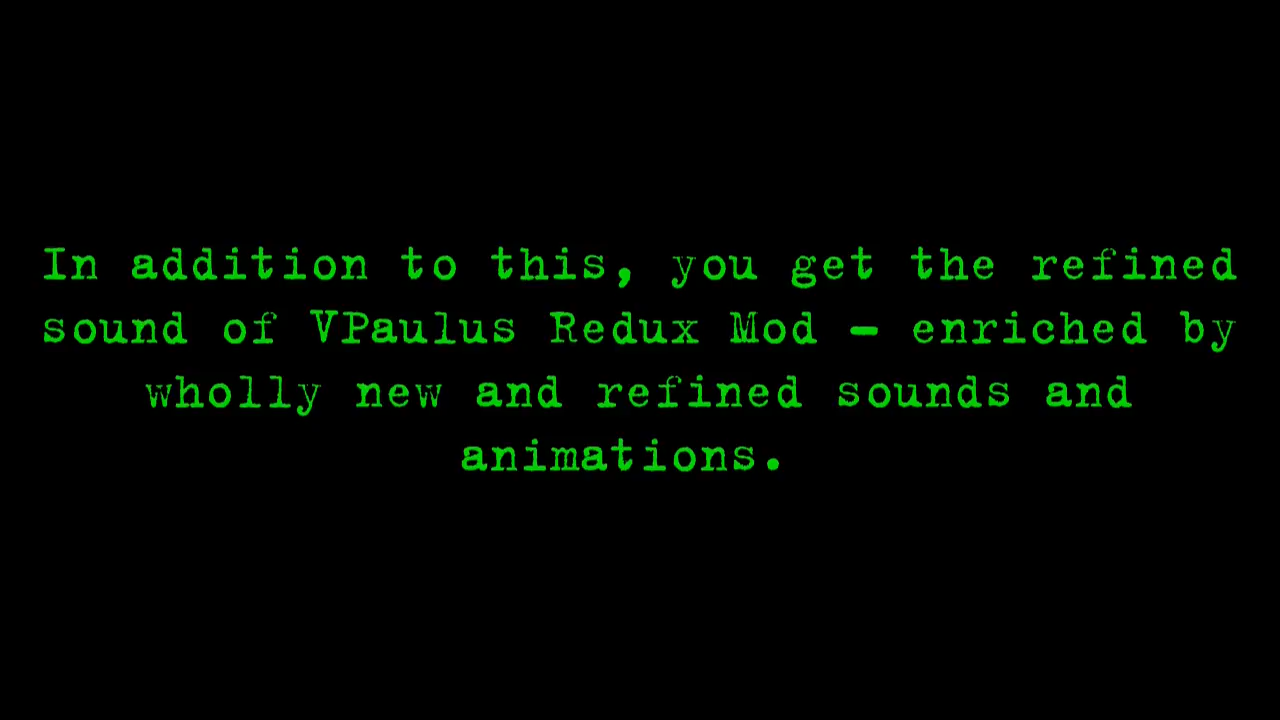 In addition to this, you get the refined
sound of VPaulus Redux Mod – enriched by
wholly new and refined sounds and
animations.